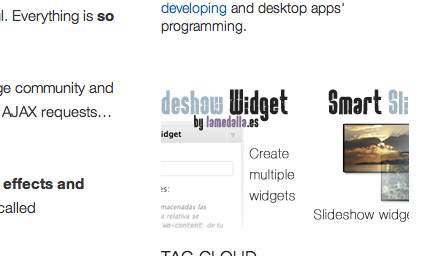 l. Everything is so
ge community and
AJAX requests...
effects and
called
developing and desktop apps'
programming.
deshow Widget
by lamedalla.es
idget
es:
macenadas las
a relativa se
wp-content de tu
Create
multiple
widgets
Smart Sli
Slideshow widge
TAG CLOUD